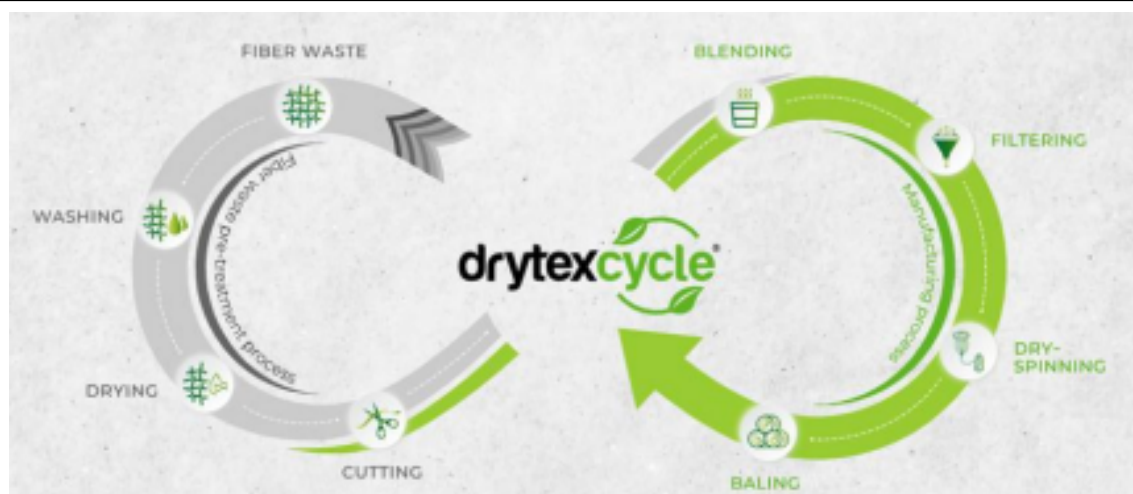 FIBER WASTE
WASHING
DRYING
CUTTING
Fiber waste pre-treatment process
drytexcycle®
BLENDING
FILTERING
DRY-
SPINNING
BALING
Manufacturing process